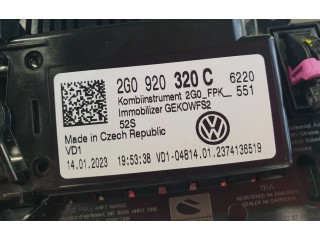 2G0 920 320 C 6220
Kombiinstrument 2G0_FPK_ 551
Immobilizer GEKOWFS2
52S
Made in Czech Republic
VD1
14.01.2023 19:53:38 VD1-04814.01.2374136519
TRA